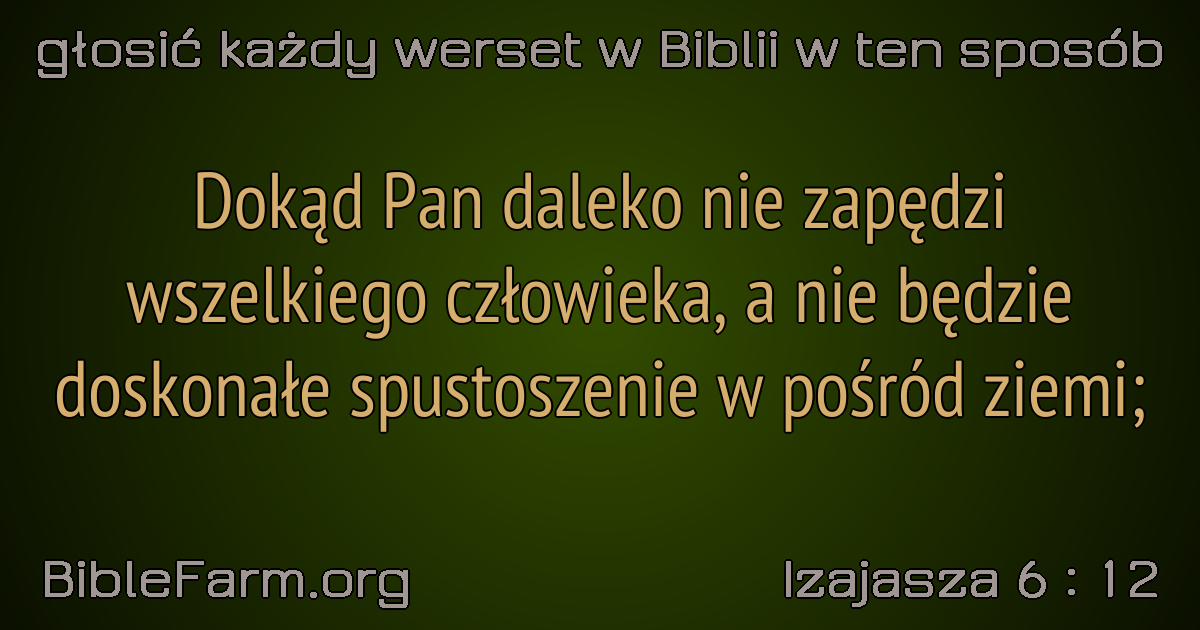 głosić każdy werset w Biblii w ten sposób
Dokąd Pan daleko nie zapędzi
wszelkiego człowieka, a nie będzie
doskonałe spustoszenie w pośród ziemi;
BibleFarm.org
Izajasza 6 : 12